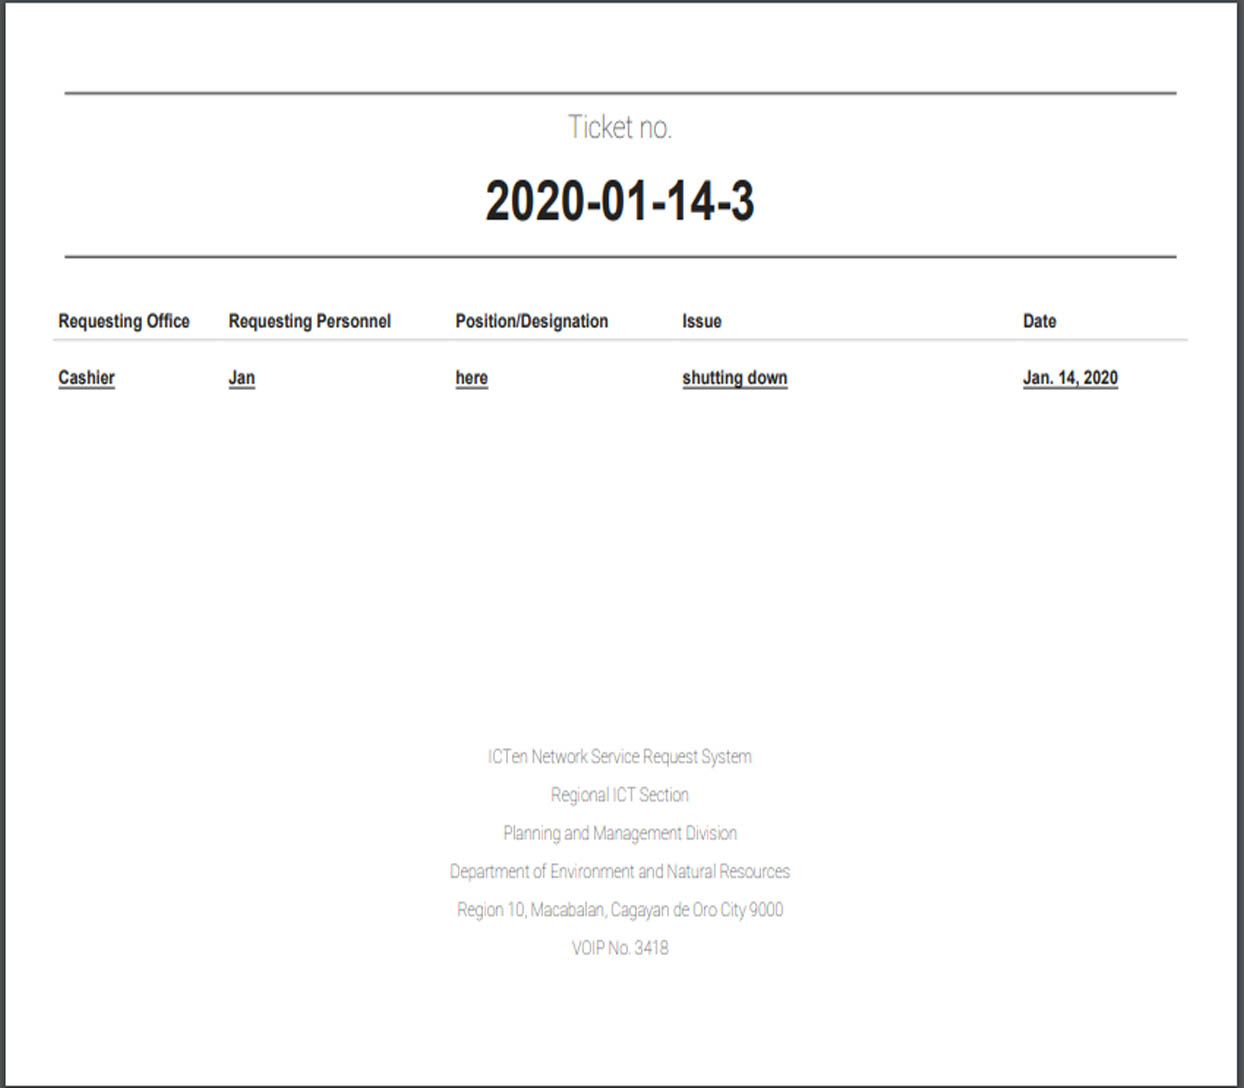 Ticket no.
2020-01-14-3
Requesting Office Requesting Personnel Position/Designation Issue Date
Cashier Jan here shutting down Jan. 14, 2020
ICTen Network Service Request System
Regional ICT Section
Planning and Management Division
Department of Environment and Natural Resources
Region 10, Macabalan, Cagayan de Oro City 9000
VOIP No. 3418